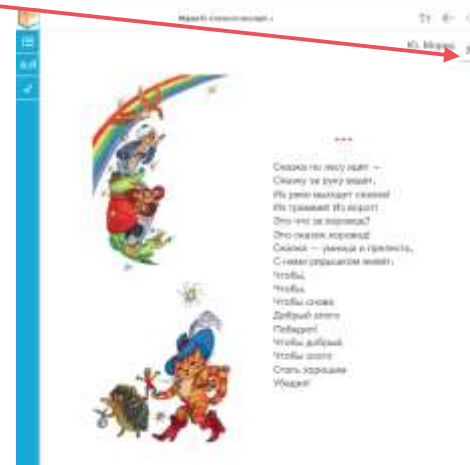 Ю. Мориц
***
Сказка по лесу идёт —
Сказку за руку ведёт,
Из реки выходит сказка!
Из трамвая! Из ворот!
Это что за хоровод?
Это сказок хоровод!
Сказка — умница и прелесть,
С нами рядышком живёт.
Чтобы,
Чтобы,
Чтобы снова
Добрый злого
Победил!
Чтобы добрый,
Чтобы злого
Стать хорошим
Убедил!